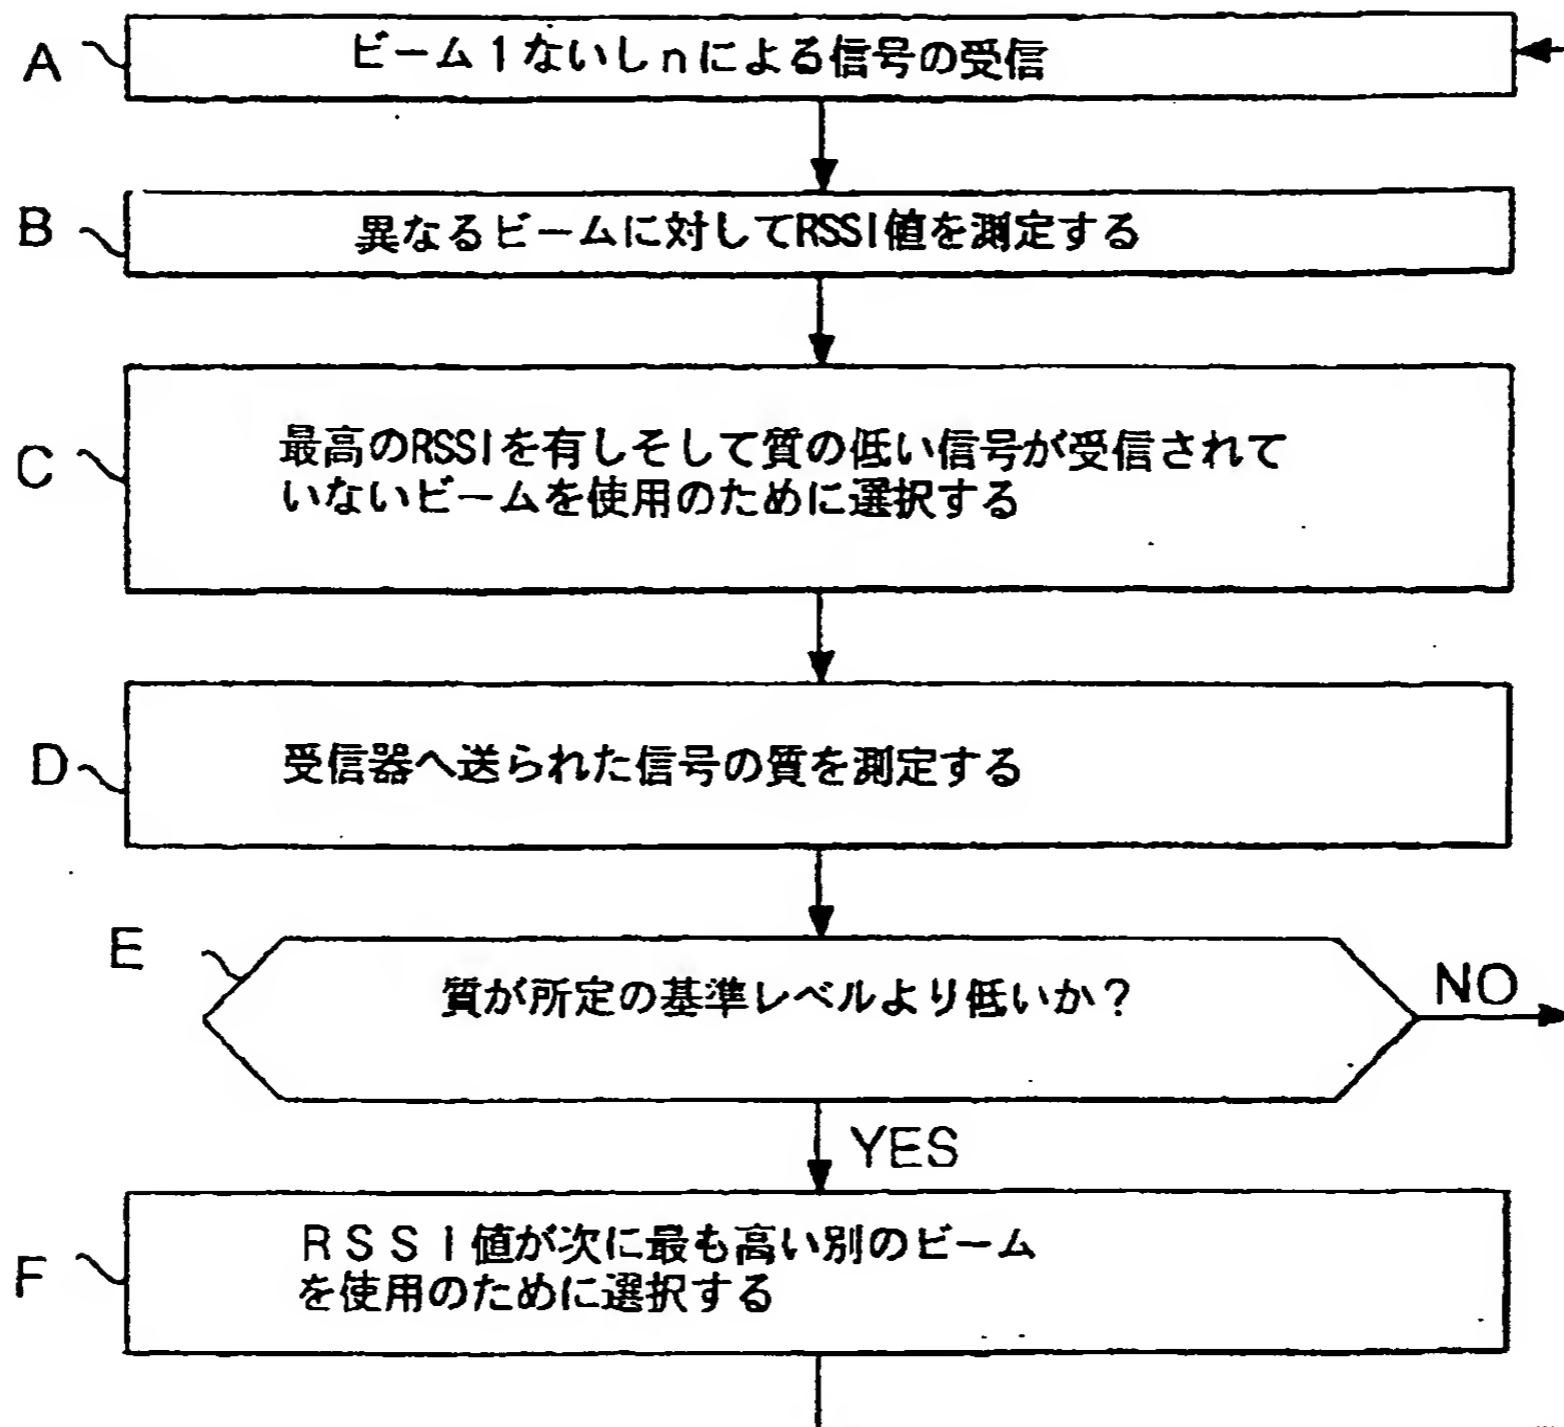 A
ビーム1ないしnによる信号の受信
B
異なるビームに対してRSSI値を測定する
C
最高のRSSIを有しそして質の低い信号が受信されて
いないビームを使用のために選択する
D
受信器へ送られた信号の質を測定する
E
質が所定の基準レベルより低いか?
NO
YES
F
RSSI値が次に最も高い別のビーム
を使用のために選択する